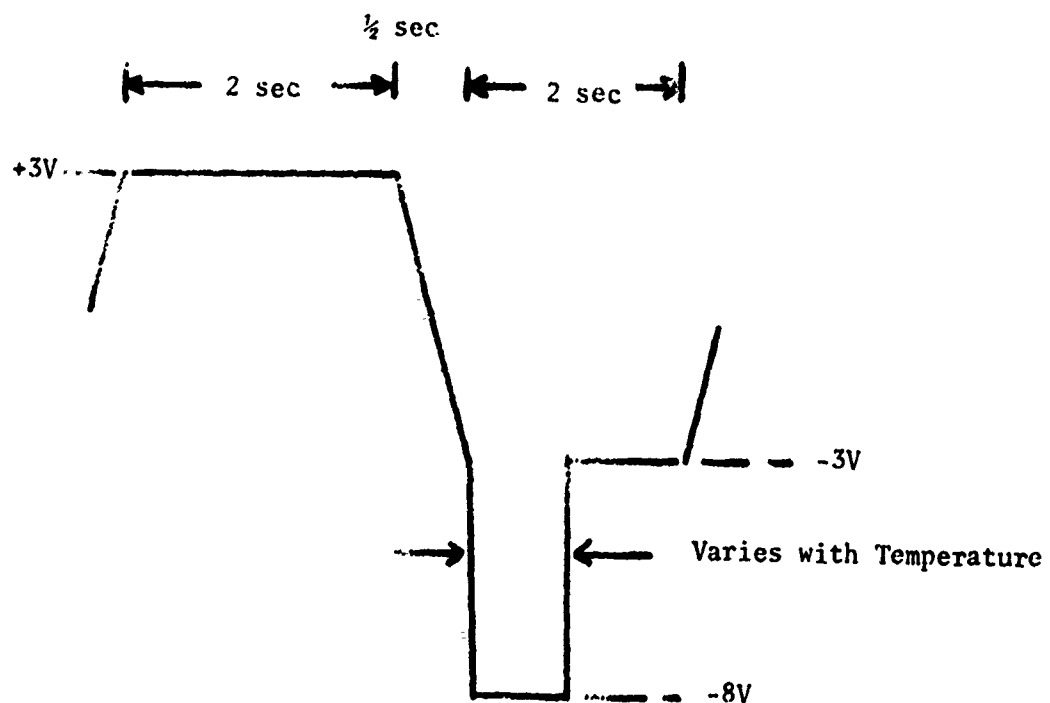 ½ sec
2 sec
2 sec
+3V
-3V
Varies with Temperature
-8V